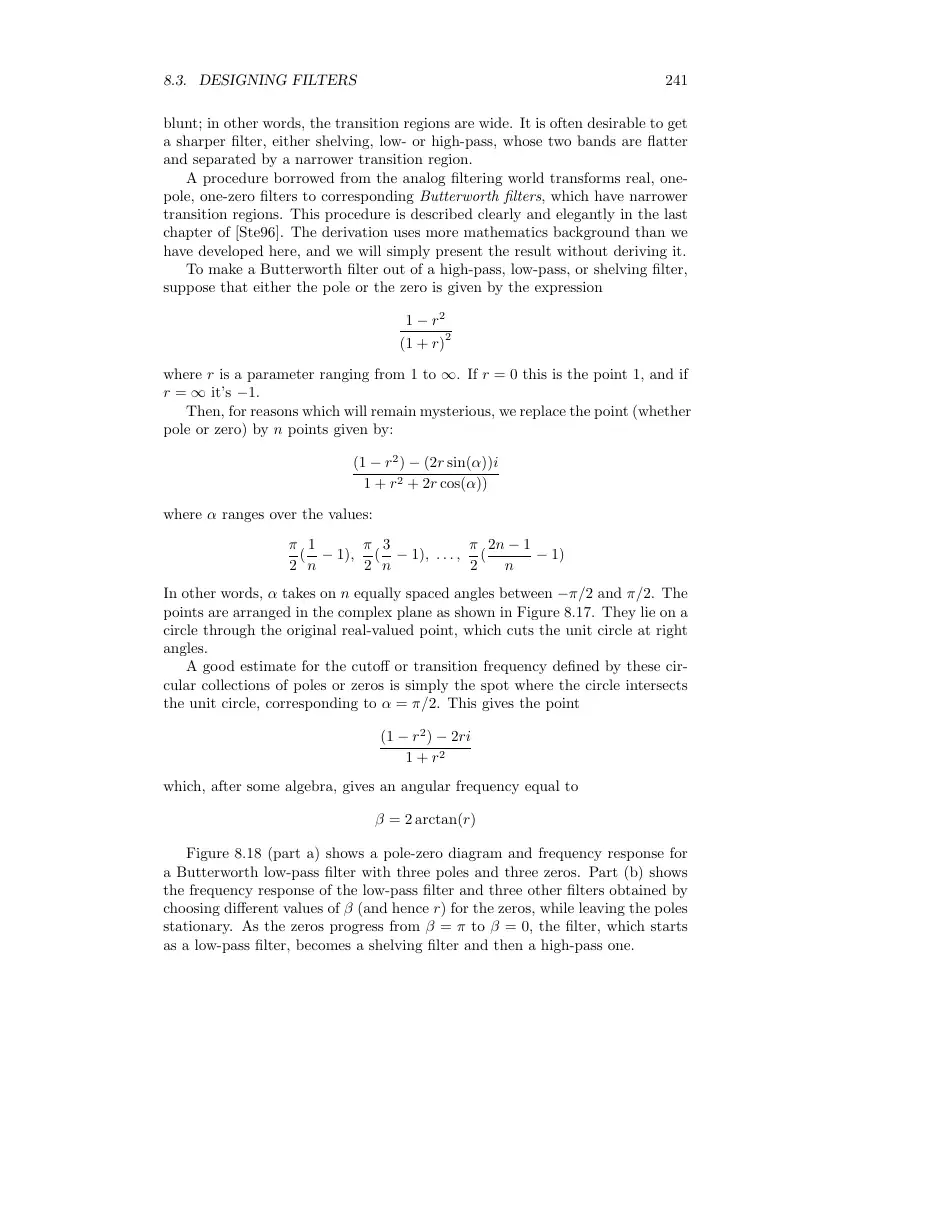 8.3. DESIGNING FILTERS 241
blunt; in other words, the transition regions are wide. It is often desirable to get
a sharper filter, either shelving, low- or high-pass, whose two bands are flatter
and separated by a narrower transition region.
A procedure borrowed from the analog filtering world transforms real, one-
pole, one-zero filters to corresponding Butterworth filters, which have narrower
transition regions. This procedure is described clearly and elegantly in the last
chapter of [Ste96]. The derivation uses more mathematics background than we
have developed here, and we will simply present the result without deriving it.
To make a Butterworth filter out of a high-pass, low-pass, or shelving filter,
suppose that either the pole or the zero is given by the expression
1 − r²
(1 + r)²
where r is a parameter ranging from 1 to ∞. If r = 0 this is the point 1, and if
r = ∞ it's −1.
Then, for reasons which will remain mysterious, we replace the point (whether
pole or zero) by n points given by:
(1 − r²) − (2r sin(α))i
1 + r² + 2r cos(α))
where α ranges over the values:
π/2(1/n − 1), π/2(3/n − 1), . . . , π/2((2n − 1)/n − 1)
In other words, α takes on n equally spaced angles between −π/2 and π/2. The
points are arranged in the complex plane as shown in Figure 8.17. They lie on a
circle through the original real-valued point, which cuts the unit circle at right
angles.
A good estimate for the cutoff or transition frequency defined by these cir-
cular collections of poles or zeros is simply the spot where the circle intersects
the unit circle, corresponding to α = π/2. This gives the point
(1 − r²) − 2ri
1 + r²
which, after some algebra, gives an angular frequency equal to
β = 2 arctan(r)
Figure 8.18 (part a) shows a pole-zero diagram and frequency response for
a Butterworth low-pass filter with three poles and three zeros. Part (b) shows
the frequency response of the low-pass filter and three other filters obtained by
choosing different values of β (and hence r) for the zeros, while leaving the poles
stationary. As the zeros progress from β = π to β = 0, the filter, which starts
as a low-pass filter, becomes a shelving filter and then a high-pass one.